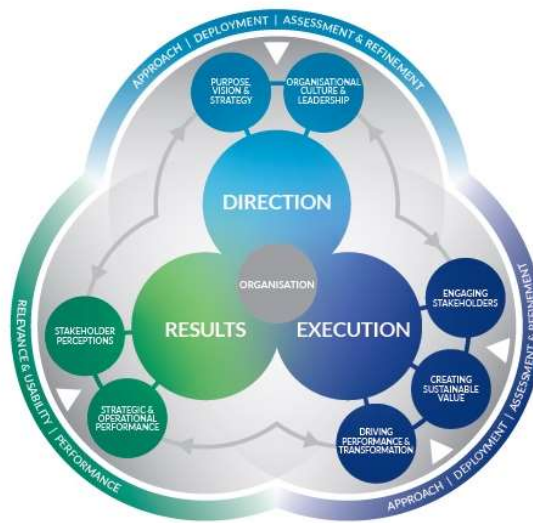 APPROACH | DEPLOYMENT | ASSESSMENT & REFINEMENT
PURPOSE,
VISION &
STRATEGY
ORGANISATIONAL
CULTURE &
LEADERSHIP
DIRECTION
ORGANISATION
RESULTS
EXECUTION
STAKEHOLDER
PERCEPTIONS
STRATEGIC &
OPERATIONAL
PERFORMANCE
ENGAGING
STAKEHOLDERS
CREATING
SUSTAINABLE
VALUE
DRIVING
PERFORMANCE &
TRANSFORMATION
RELEVANCE & USABILITY | PERFORMANCE
APPROACH | DEPLOYMENT | ASSESSMENT & REFINEMENT